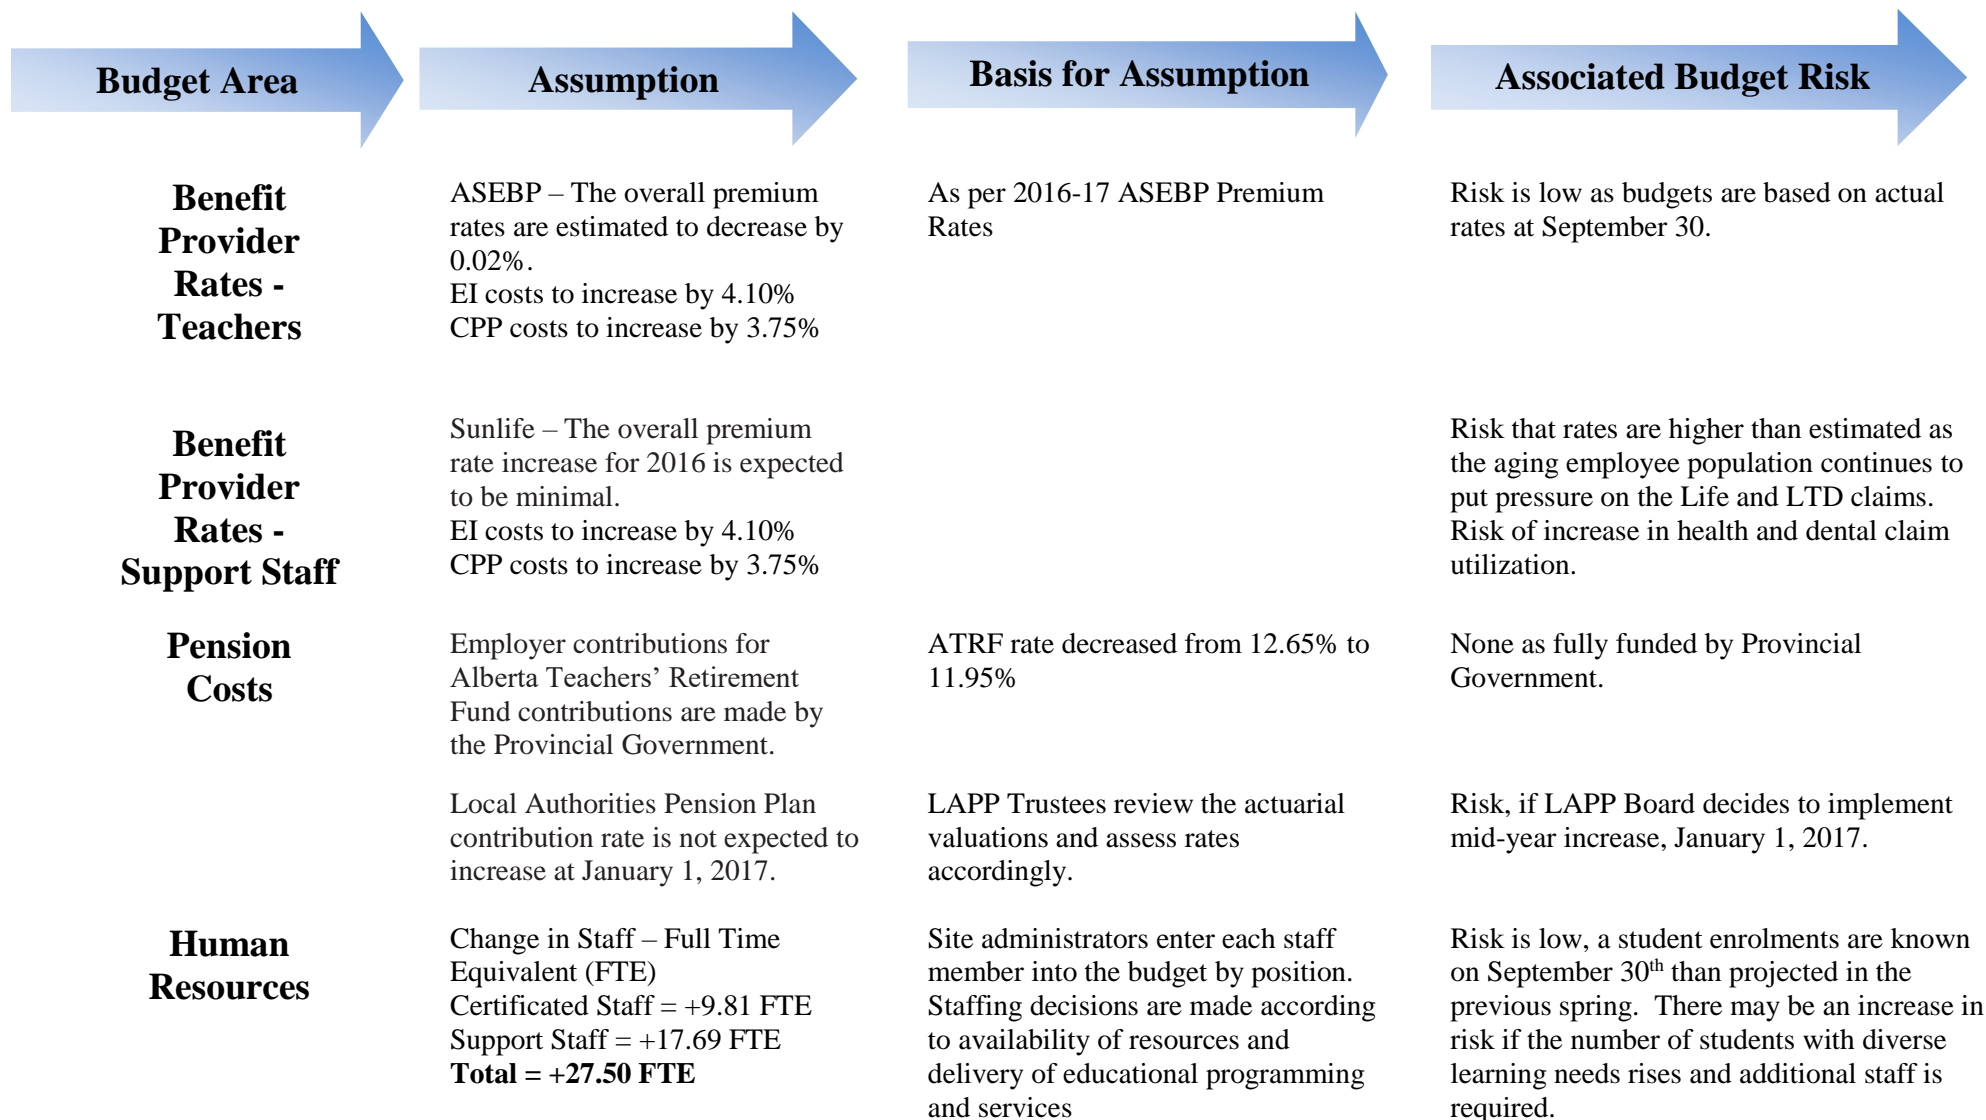 Budget Area
Assumption
Basis for Assumption
Associated Budget Risk
Benefit
Provider
Rates -
Teachers
ASEBP – The overall premium
rates are estimated to decrease by
0.02%.
EI costs to increase by 4.10%
CPP costs to increase by 3.75%
As per 2016-17 ASEBP Premium
Rates
Risk is low as budgets are based on actual
rates at September 30.
Benefit
Provider
Rates -
Support Staff
Sunlife – The overall premium
rate increase for 2016 is expected
to be minimal.
EI costs to increase by 4.10%
CPP costs to increase by 3.75%
Risk that rates are higher than estimated as
the aging employee population continues to
put pressure on the Life and LTD claims.
Risk of increase in health and dental claim
utilization.
Pension
Costs
Employer contributions for
Alberta Teachers’ Retirement
Fund contributions are made by
the Provincial Government.
ATRF rate decreased from 12.65% to
11.95%
None as fully funded by Provincial
Government.
Local Authorities Pension Plan
contribution rate is not expected to
increase at January 1, 2017.
LAPP Trustees review the actuarial
valuations and assess rates
accordingly.
Risk, if LAPP Board decides to implement
mid-year increase, January 1, 2017.
Human
Resources
Change in Staff – Full Time
Equivalent (FTE)
Certificated Staff = +9.81 FTE
Support Staff = +17.69 FTE
Total = +27.50 FTE
Site administrators enter each staff
member into the budget by position.
Staffing decisions are made according
to availability of resources and
delivery of educational programming
and services
Risk is low, a student enrolments are known
on September 30th than projected in the
previous spring.  There may be an increase in
risk if the number of students with diverse
learning needs rises and additional staff is
required.